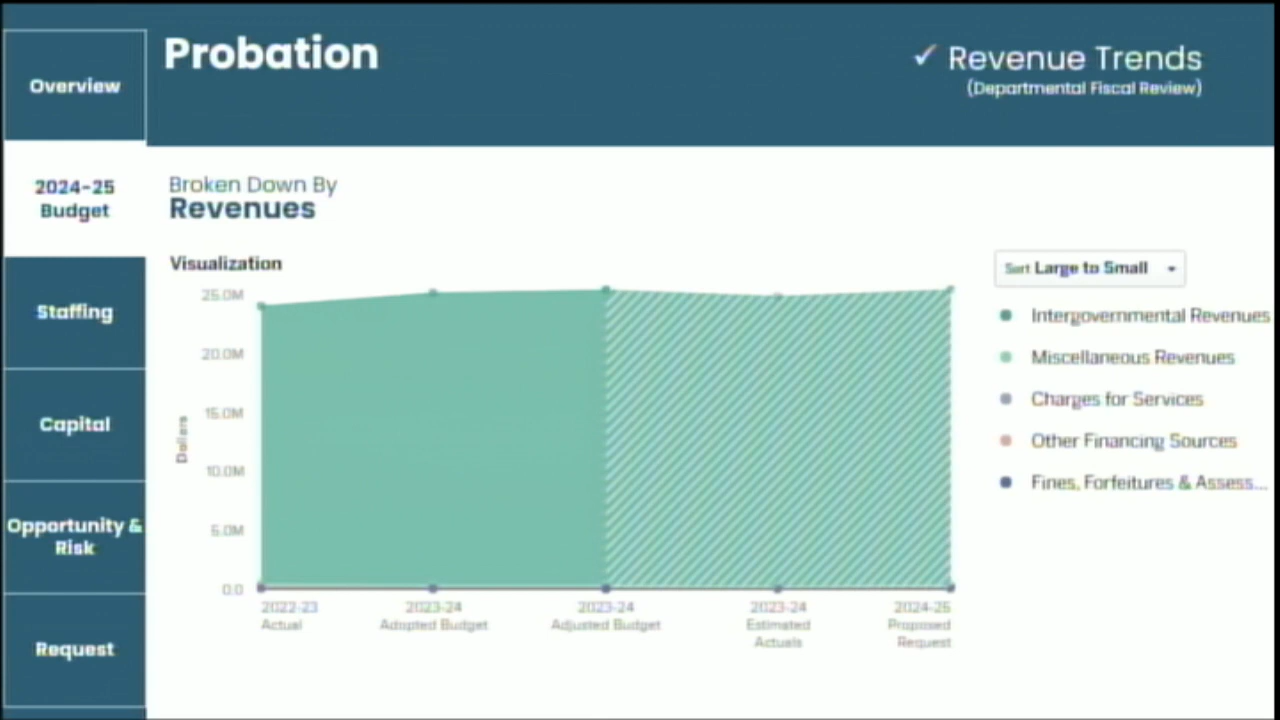 Probation
✓ Revenue Trends
(Departmental Fiscal Review)
Overview
2024-25
Budget
Staffing
Capital
Opportunity &
Risk
Request
Broken Down By
Revenues
Visualization
Sort Large to Small
25.0M
20.0M
15.0M
10.0M
5.0M
0.0
Dollars
2022-23
Actual
2023-24
Adopted Budget
2023-24
Adjusted Budget
2023-24
Estimated
Actuals
2024-25
Proposed
Request
Intergovernmental Revenues
Miscellaneous Revenues
Charges for Services
Other Financing Sources
Fines, Forfeitures & Assess...